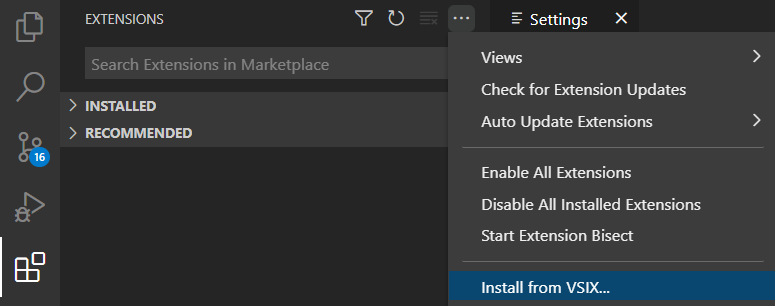 EXTENSIONS
Settings
Search Extensions in Marketplace
INSTALLED
RECOMMENDED
16
Views
Check for Extension Updates
Auto Update Extensions
Enable All Extensions
Disable All Installed Extensions
Start Extension Bisect
Install from VSIX...